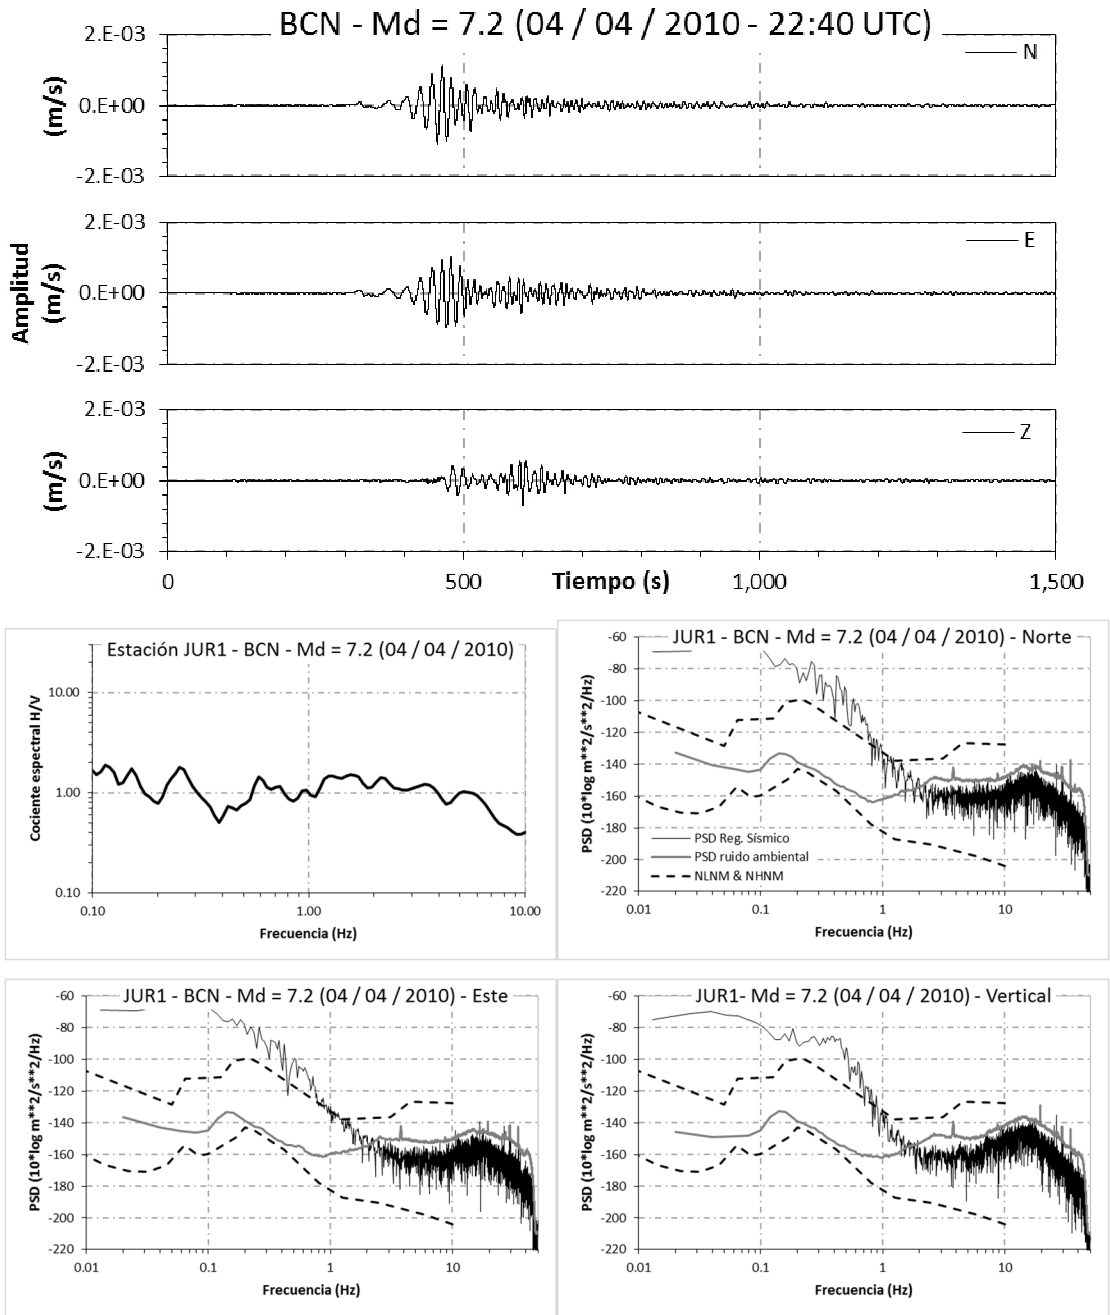 BCN - Md = 7.2 (04 / 04 / 2010 - 22:40 UTC)
2.E-03
N
0.E+00
(m/s)
-2.E-03
2.E-03
E
Amplitud
0.E+00
(m/s)
-2.E-03
2.E-03
Z
0.E+00
(m/s)
-2.E-03
0
500
Tiempo (s)
1,000
1,500
Estación JUR1 - BCN - Md = 7.2 (04 / 04 / 2010)
10.00
1.00
0.10
Cociente espectral H/V
0.10
1.00
10.00
Frecuencia (Hz)
JUR1 - BCN - Md = 7.2 (04 / 04 / 2010) - Norte
-60
-80
-100
-120
-140
-160
-180
-200
-220
PSD (10*log m**2/s**2/Hz)
PSD Reg. Sísmico
PSD ruido ambiental
NLNM & NHNM
0.01
0.1
1
10
Frecuencia (Hz)
JUR1 - BCN - Md = 7.2 (04 / 04 / 2010) - Este
-60
-80
-100
-120
-140
-160
-180
-200
-220
PSD (10*log m**2/s**2/Hz)
0.01
0.1
1
10
Frecuencia (Hz)
JUR1- Md = 7.2 (04 / 04 / 2010) - Vertical
-60
-80
-100
-120
-140
-160
-180
-200
-220
PSD (10*log m**2/s**2/Hz)
0.01
0.1
1
10
Frecuencia (Hz)